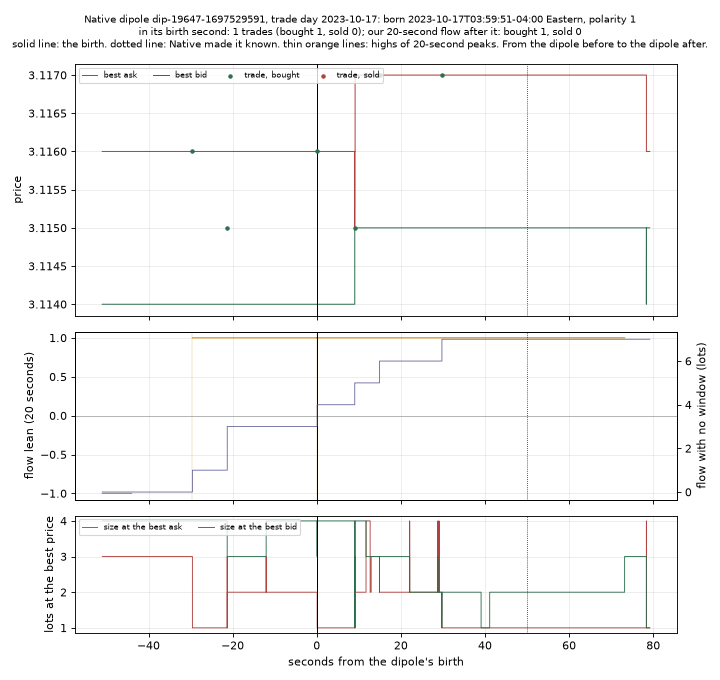 Native dipole dip-19647-1697529591, trade day 2023-10-17: born 2023-10-17T03:59:51-04:00 Eastern, polarity 1
in its birth second: 1 trades (bought 1, sold 0); our 20-second flow after it: bought 1, sold 0
solid line: the birth. dotted line: Native made it known. thin orange lines: highs of 20-second peaks. From the dipole before to the dipole after.
best ask
best bid
trade, bought
trade, sold
3.1170
3.1165
3.1160
3.1155
3.1150
3.1145
3.1140
price
1.0
0.5
0.0
−0.5
−1.0
flow lean (20 seconds)
6
4
2
0
flow with no window (lots)
size at the best ask
size at the best bid
4
3
2
1
lots at the best price
−40
−20
0
20
40
60
80
seconds from the dipole's birth